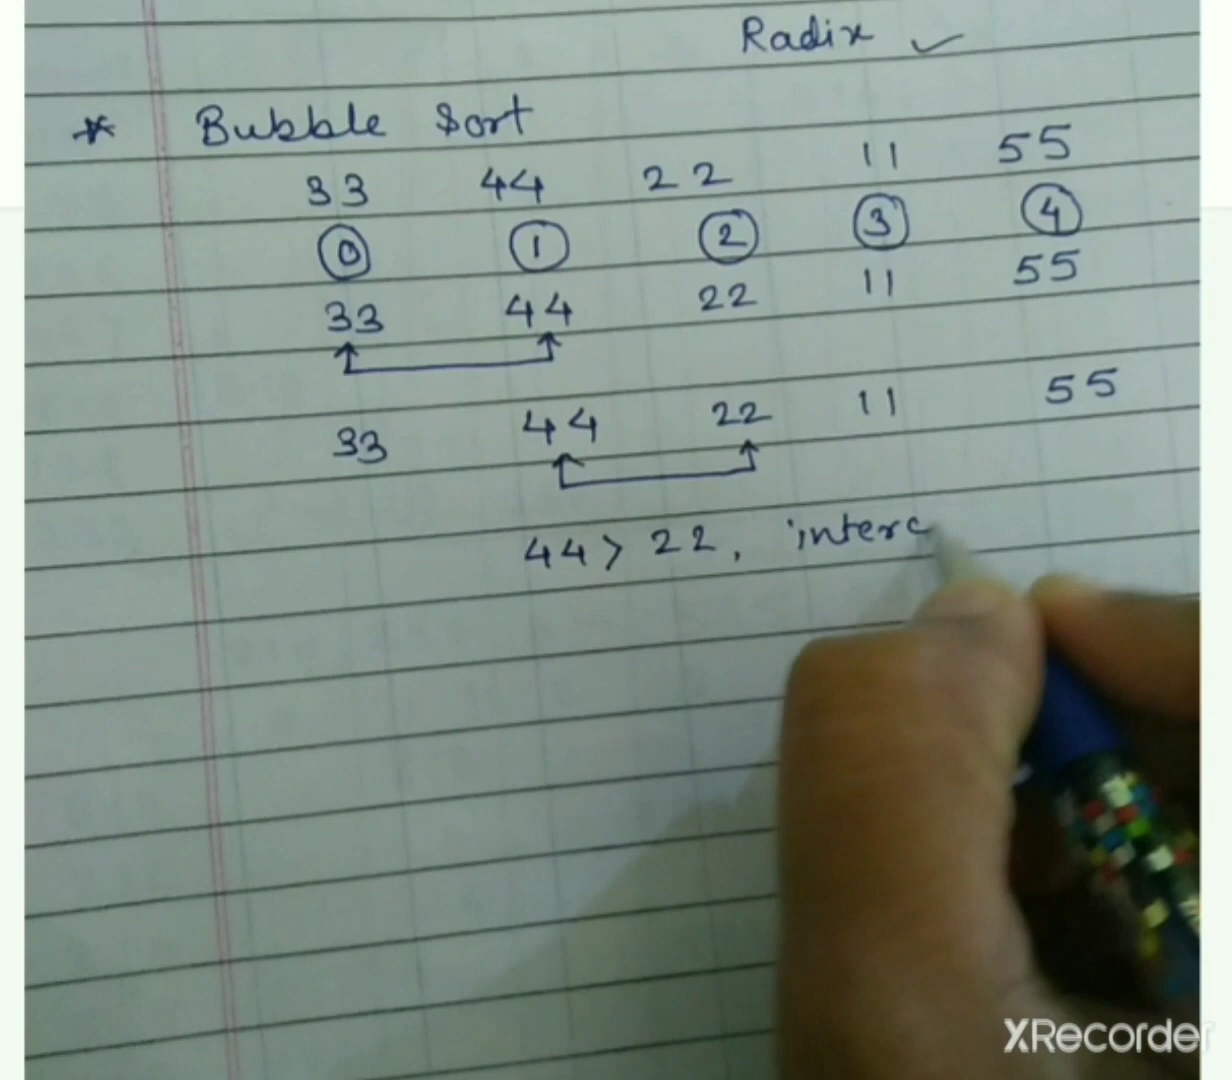 Radix ✓
* Bubble Sort
33 44 22 11 55
0 1 2 3 4
33 44 22 11 55
33 44 22 11 55
44 > 22, interc
XRecorder